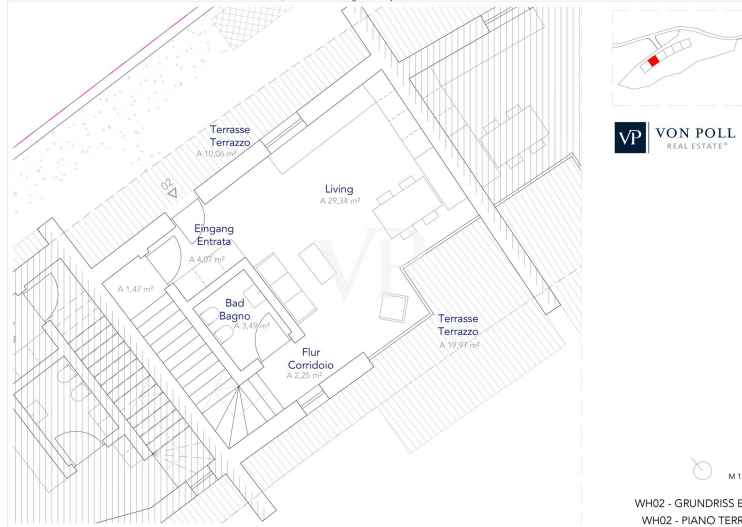 Terrasse
Terrazzo
A 10,06 m²
02
Living
A 29,34 m²
Eingang
Entrata
A 4,07 m²
A 1,47 m²
Bad
Bagno
A 3,49 m²
Flur
Corridoio
A 2,25 m²
Terrasse
Terrazzo
A 19,97 m²
VP
VP VON POLL
REAL ESTATE®
M 1
WH02 - GRUNDRISS E
WH02 - PIANO TERR